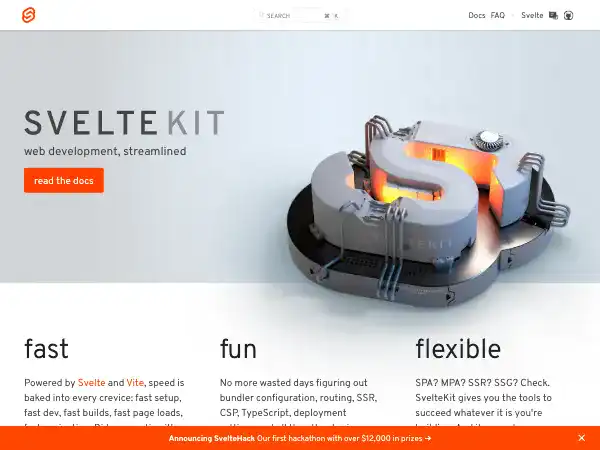 SEARCH ⌘ K
Docs FAQ Svelte
SVELTE KIT
web development, streamlined
read the docs
SVELTEKIT
fast
Powered by Svelte and Vite, speed is
baked into every crevice: fast setup,
fast dev, fast builds, fast page loads,
fun
No more wasted days figuring out
bundler configuration, routing, SSR,
CSP, TypeScript, deployment
flexible
SPA? MPA? SSR? SSG? Check.
SvelteKit gives you the tools to
succeed whatever it is you're
Announcing SvelteHack Our first hackathon with over $12,000 in prizes →